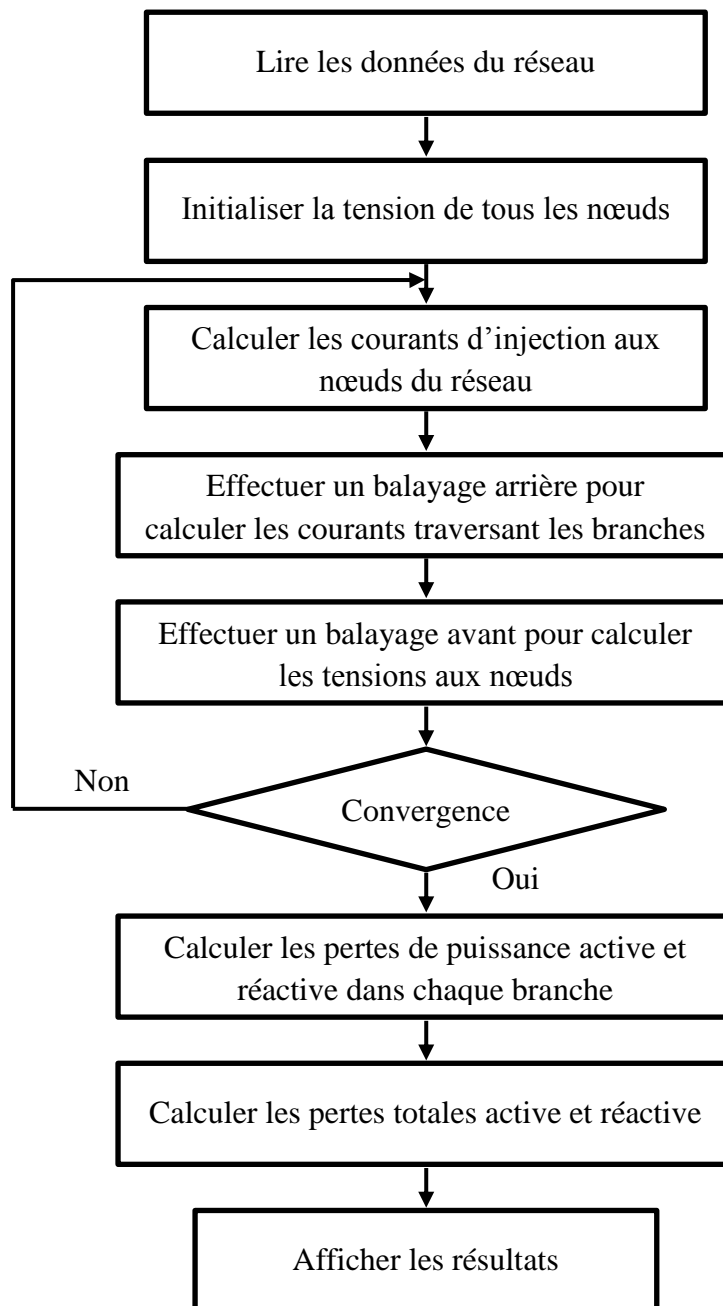 Lire les données du réseau
Initialiser la tension de tous les nœuds
Calculer les courants d’injection aux
nœuds du réseau
Effectuer un balayage arrière pour
calculer les courants traversant les branches
Effectuer un balayage avant pour calculer
les tensions aux nœuds
Non
Convergence
Oui
Calculer les pertes de puissance active et
réactive dans chaque branche
Calculer les pertes totales active et réactive
Afficher les résultats